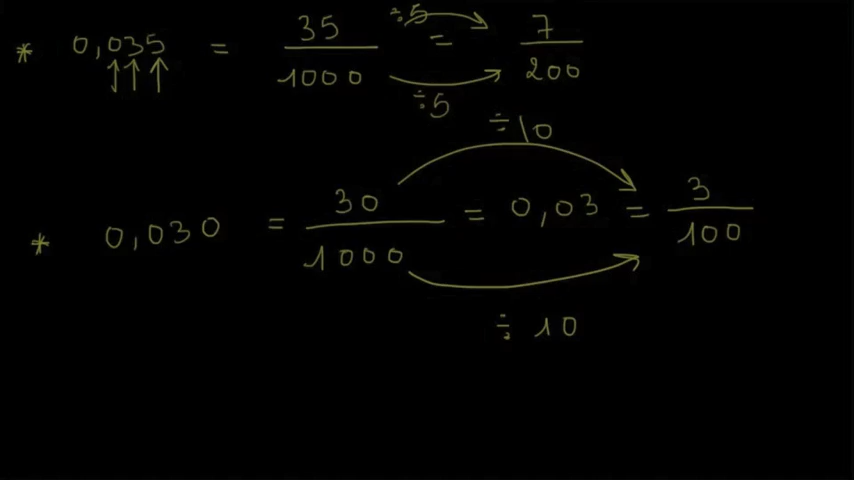 * 0,035 = 35/1000 = 7/200
÷5
÷5
* 0,030 = 30/1000 = 0,03 = 3/100
÷10
÷ 10